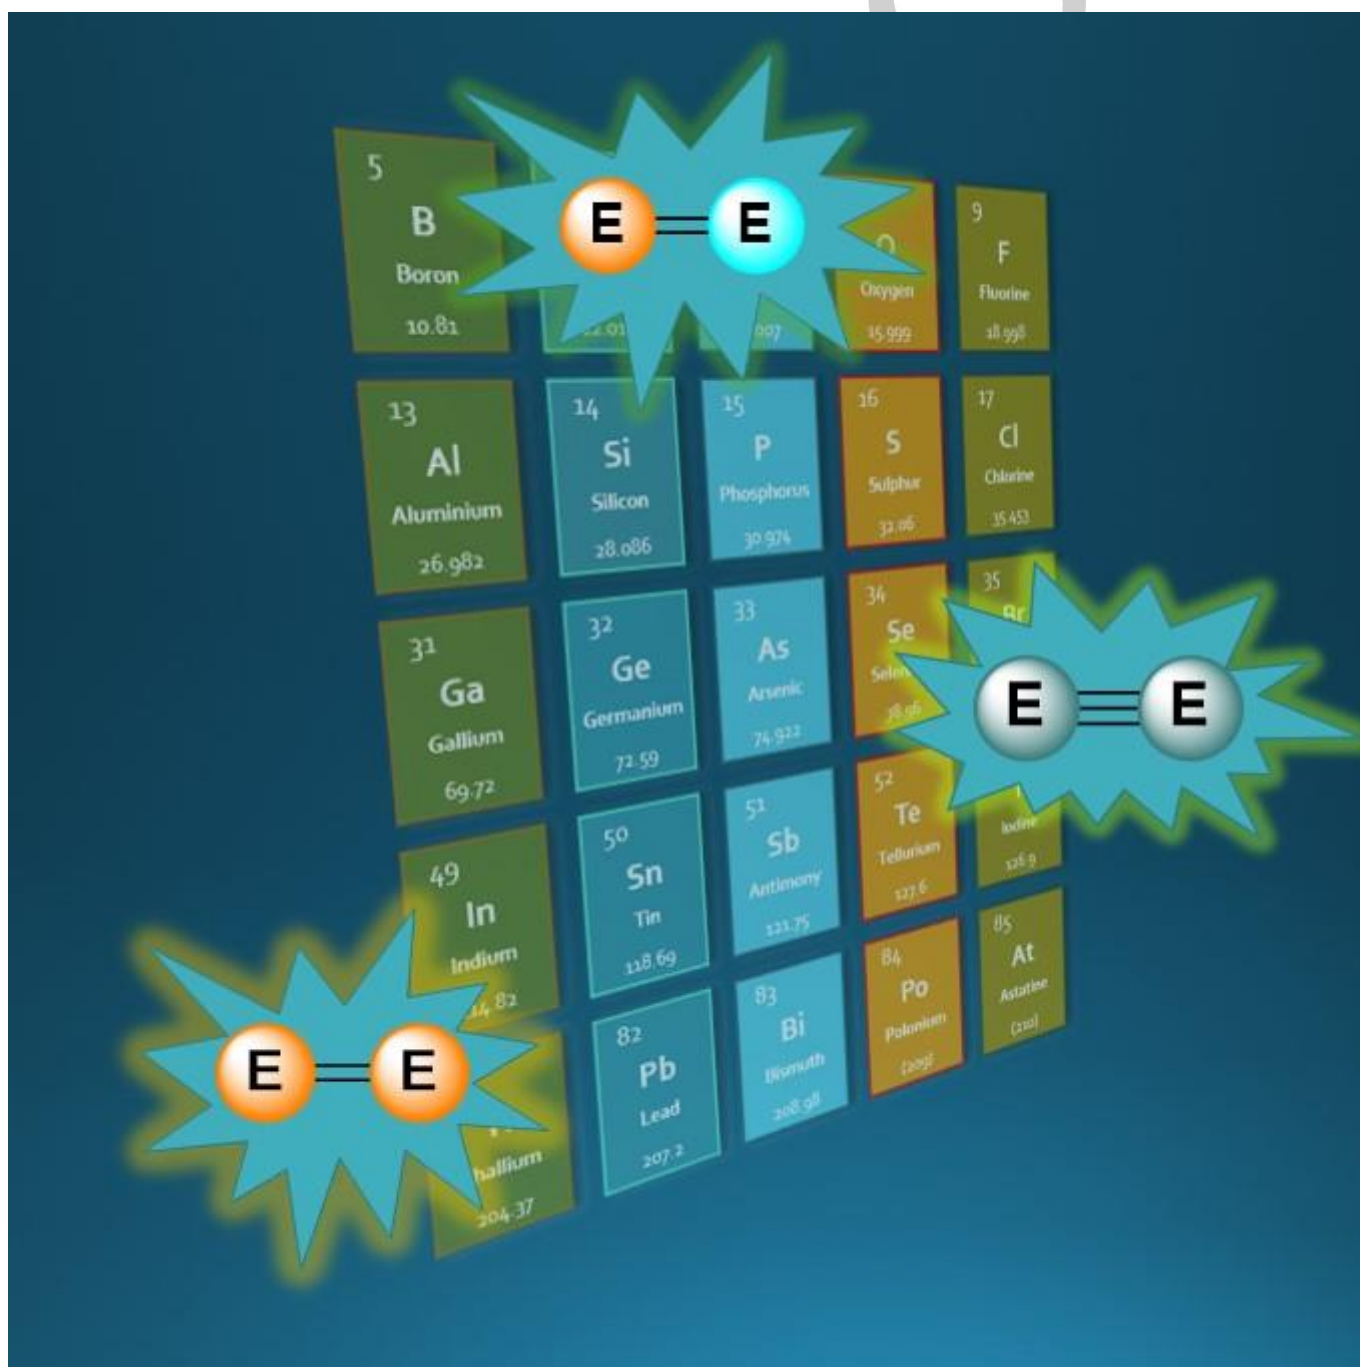 5
B
Boron
10.81
E
E
O
Oxygen
15.999
9
F
Fluorine
18.998
13
Al
Aluminium
26.982
14
Si
Silicon
28.086
15
P
Phosphorus
30.974
16
S
Sulphur
32.06
17
Cl
Chlorine
35.453
31
Ga
Gallium
69.72
32
Ge
Germanium
72.59
33
As
Arsenic
74.922
34
Se
35
Br
E
E
49
In
Indium
50
Sn
Tin
118.69
51
Sb
Antimony
121.75
52
Te
Tellurium
127.6
Iodine
126.9
E
E
204.37
82
Pb
Lead
207.2
83
Bi
Bismuth
208.98
84
Po
Polonium
(209)
85
At
Astatine
(210)